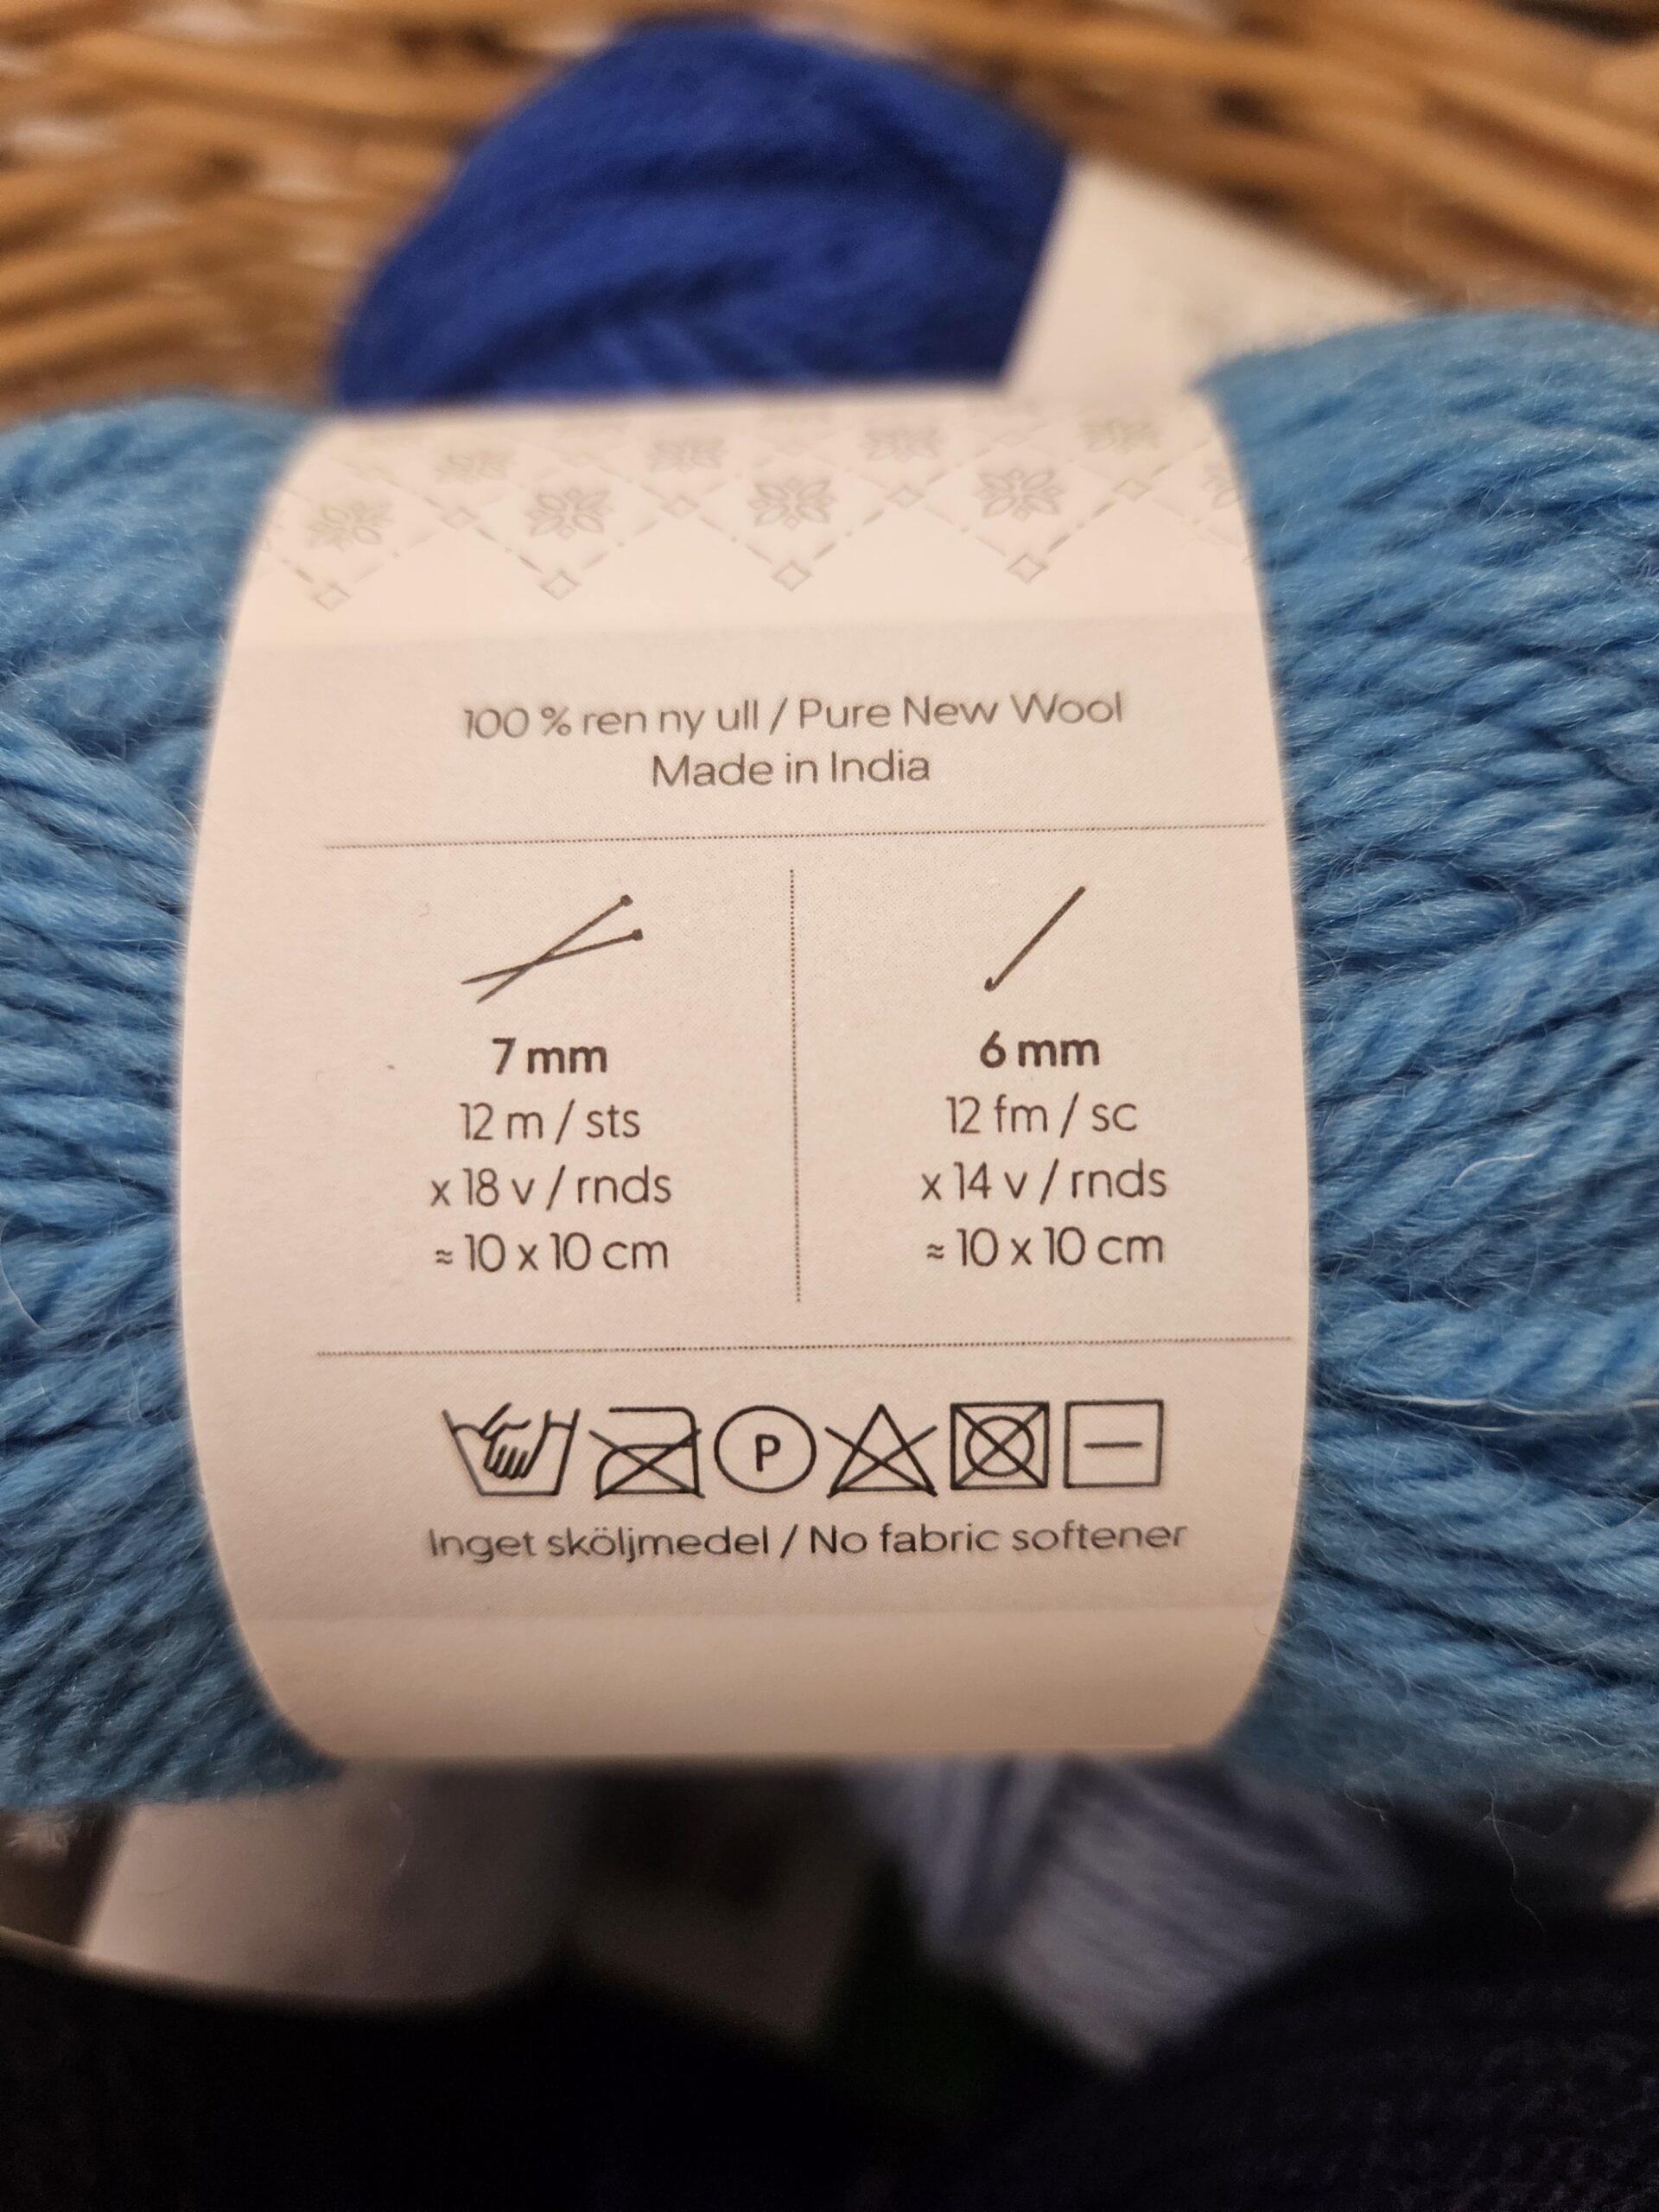 100 % ren ny ull / Pure New Wool
Made in India
7 mm
12 m / sts
x 18 v / rnds
≈ 10 x 10 cm
6 mm
12 fm / sc
x 14 v / rnds
≈ 10 x 10 cm
P
Inget sköljmedel / No fabric softener